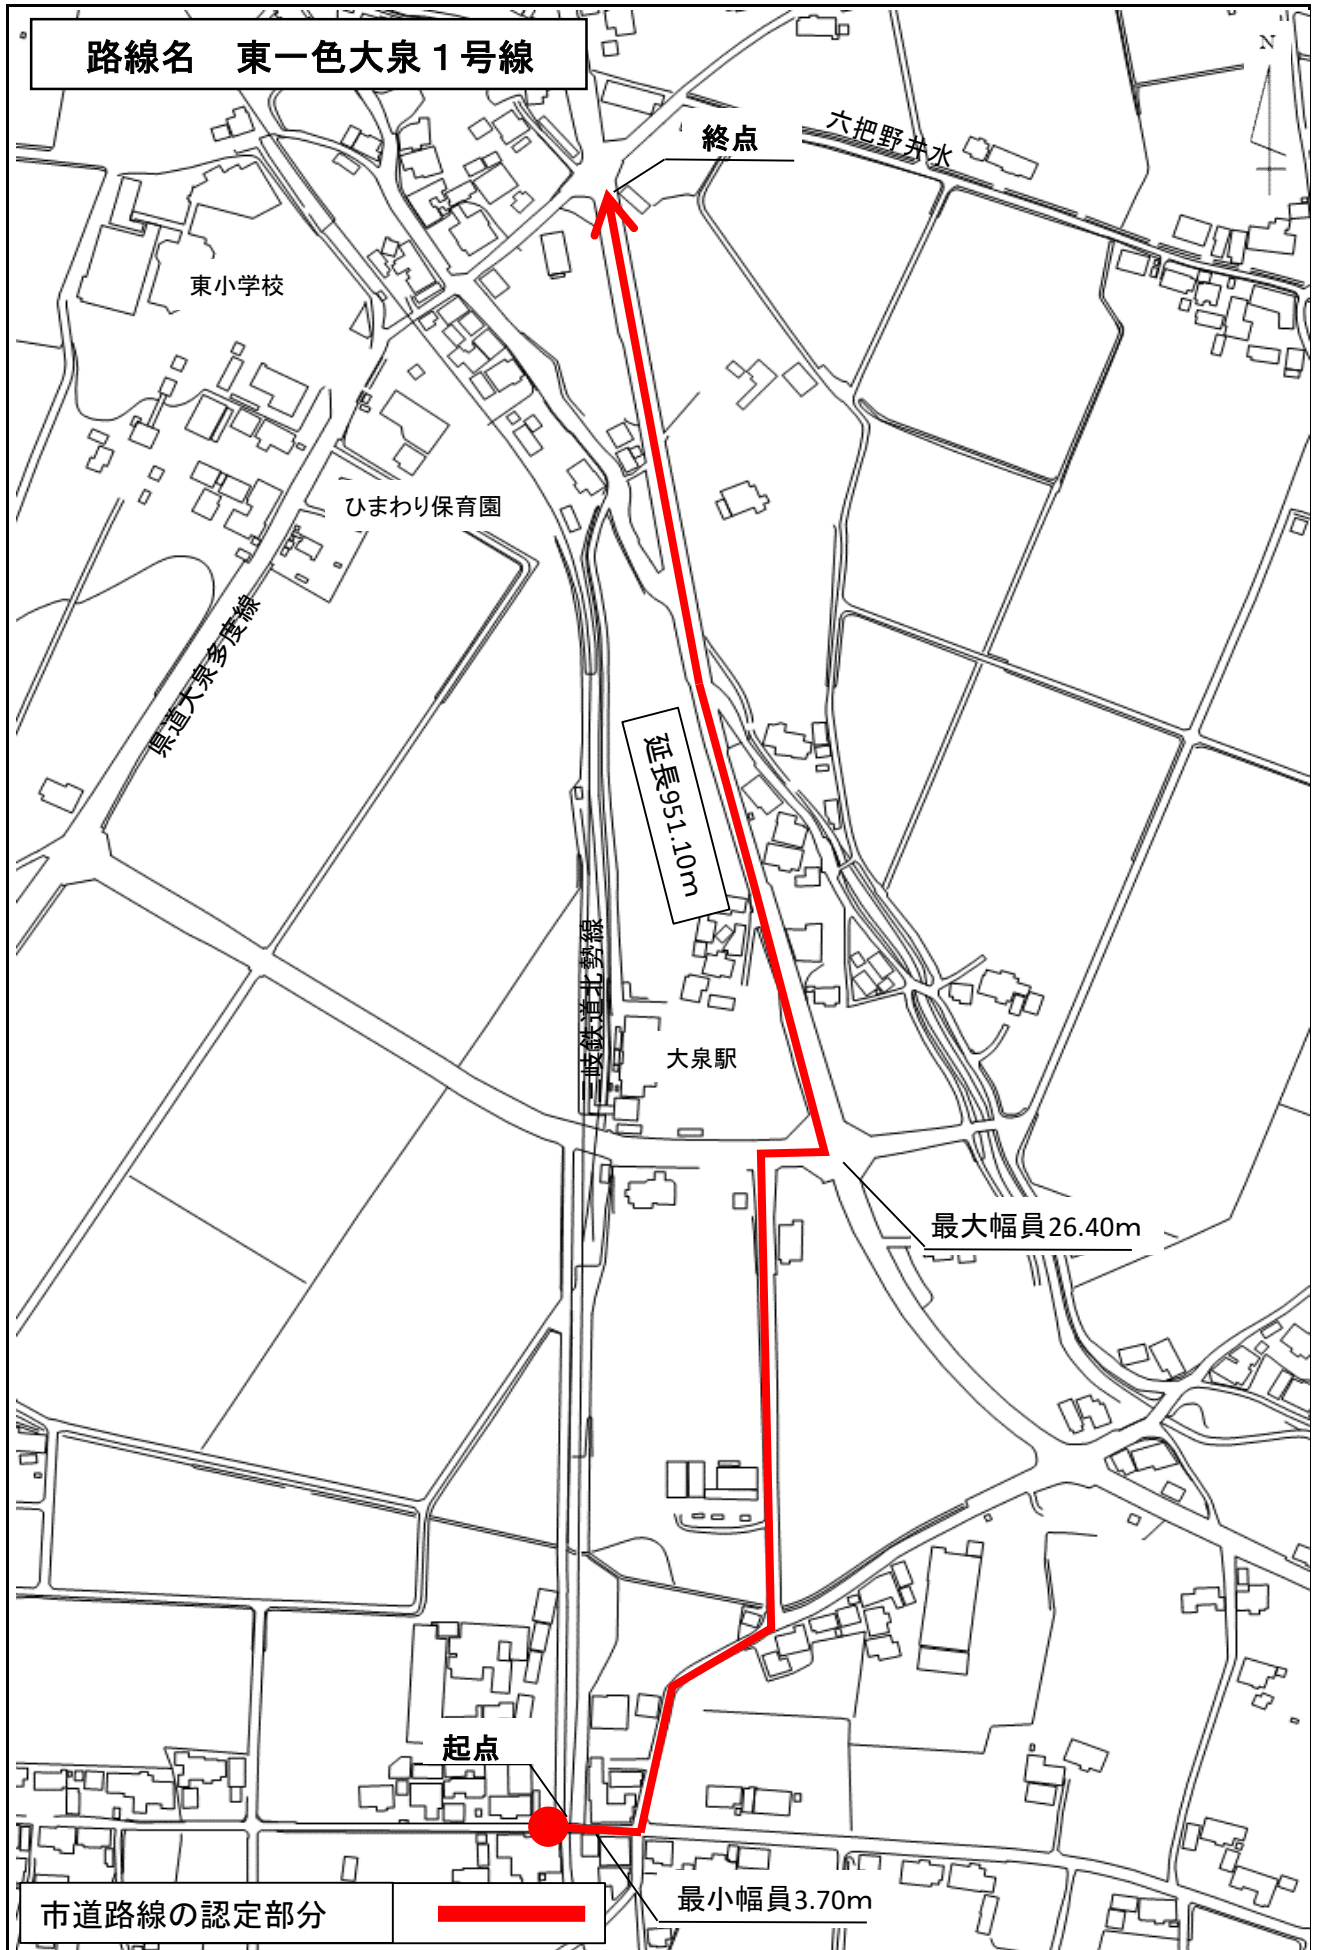 路線名　東一色大泉１号線
N
終点
六把野井水
東小学校
ひまわり保育園
県道大泉多度線
延長951.10m
三岐鉄道北勢線
大泉駅
最大幅員26.40m
起点
最小幅員3.70m
市道路線の認定部分